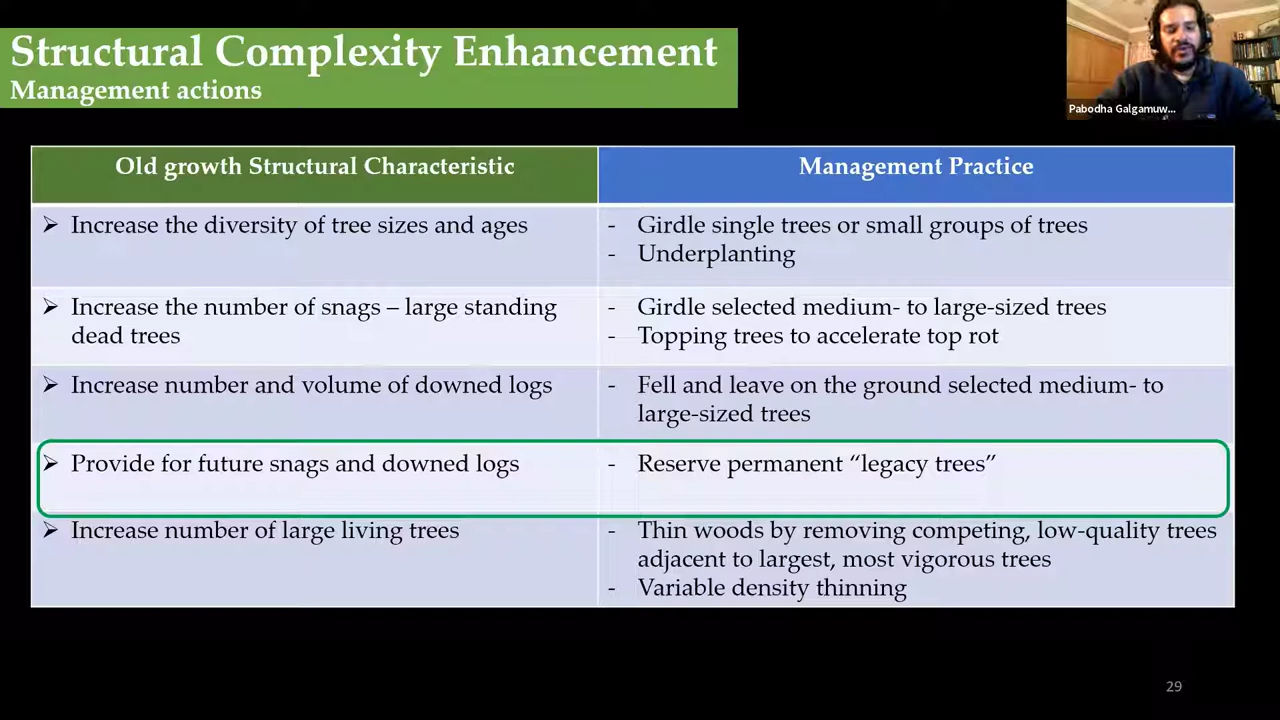 Structural Complexity Enhancement
Management actions
Pabodha Galgamuw...
Old growth Structural Characteristic
Management Practice
➢ Increase the diversity of tree sizes and ages
- Girdle single trees or small groups of trees
- Underplanting
➢ Increase the number of snags – large standing
dead trees
- Girdle selected medium- to large-sized trees
- Topping trees to accelerate top rot
➢ Increase number and volume of downed logs
- Fell and leave on the ground selected medium- to
large-sized trees
➢ Provide for future snags and downed logs
- Reserve permanent “legacy trees”
➢ Increase number of large living trees
- Thin woods by removing competing, low-quality trees
adjacent to largest, most vigorous trees
- Variable density thinning
29